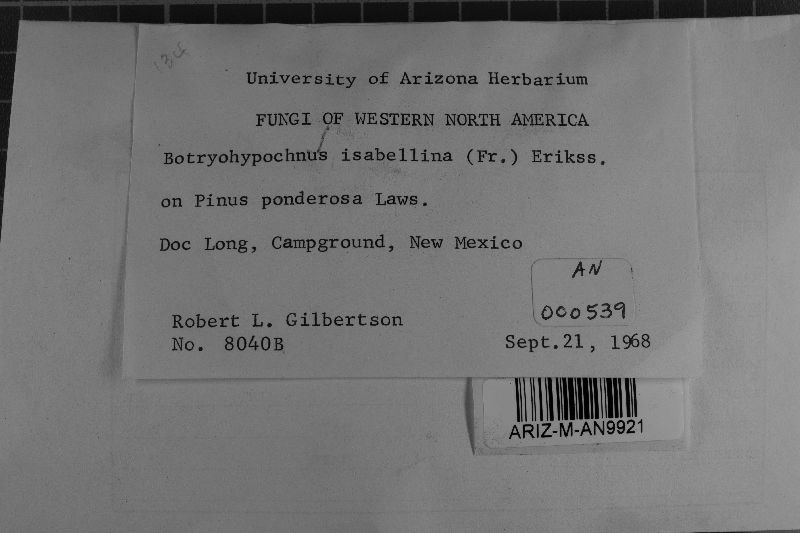 134
University of Arizona Herbarium
FUNGI OF WESTERN NORTH AMERICA
Botryohypochnus isabellina (Fr.) Erikss.
on Pinus ponderosa Laws.
Doc Long, Campground, New Mexico
AN
000539
Robert L. Gilbertson
No. 8040B
Sept.21, 1968
ARIZ-M-AN9921